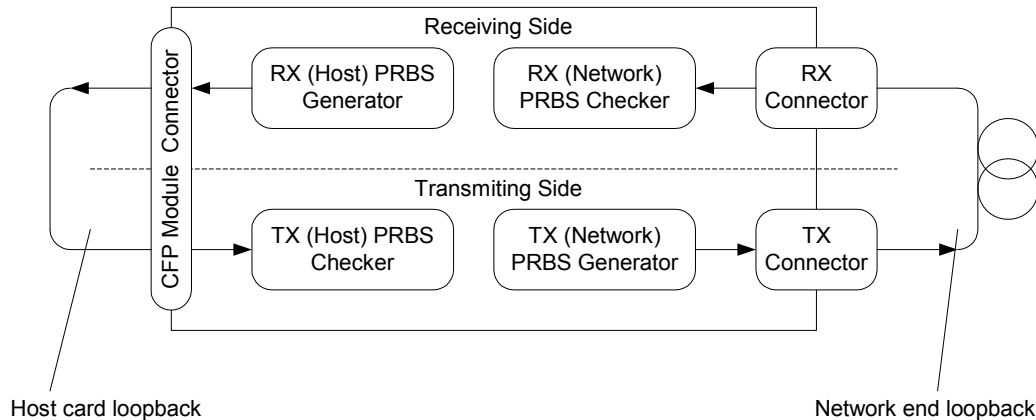 Receiving Side
RX (Host) PRBS
Generator
RX (Network)
PRBS Checker
RX
Connector
CFP Module Connector
Transmiting Side
TX (Host) PRBS
Checker
TX (Network)
PRBS Generator
TX
Connector
Host card loopback
Network end loopback